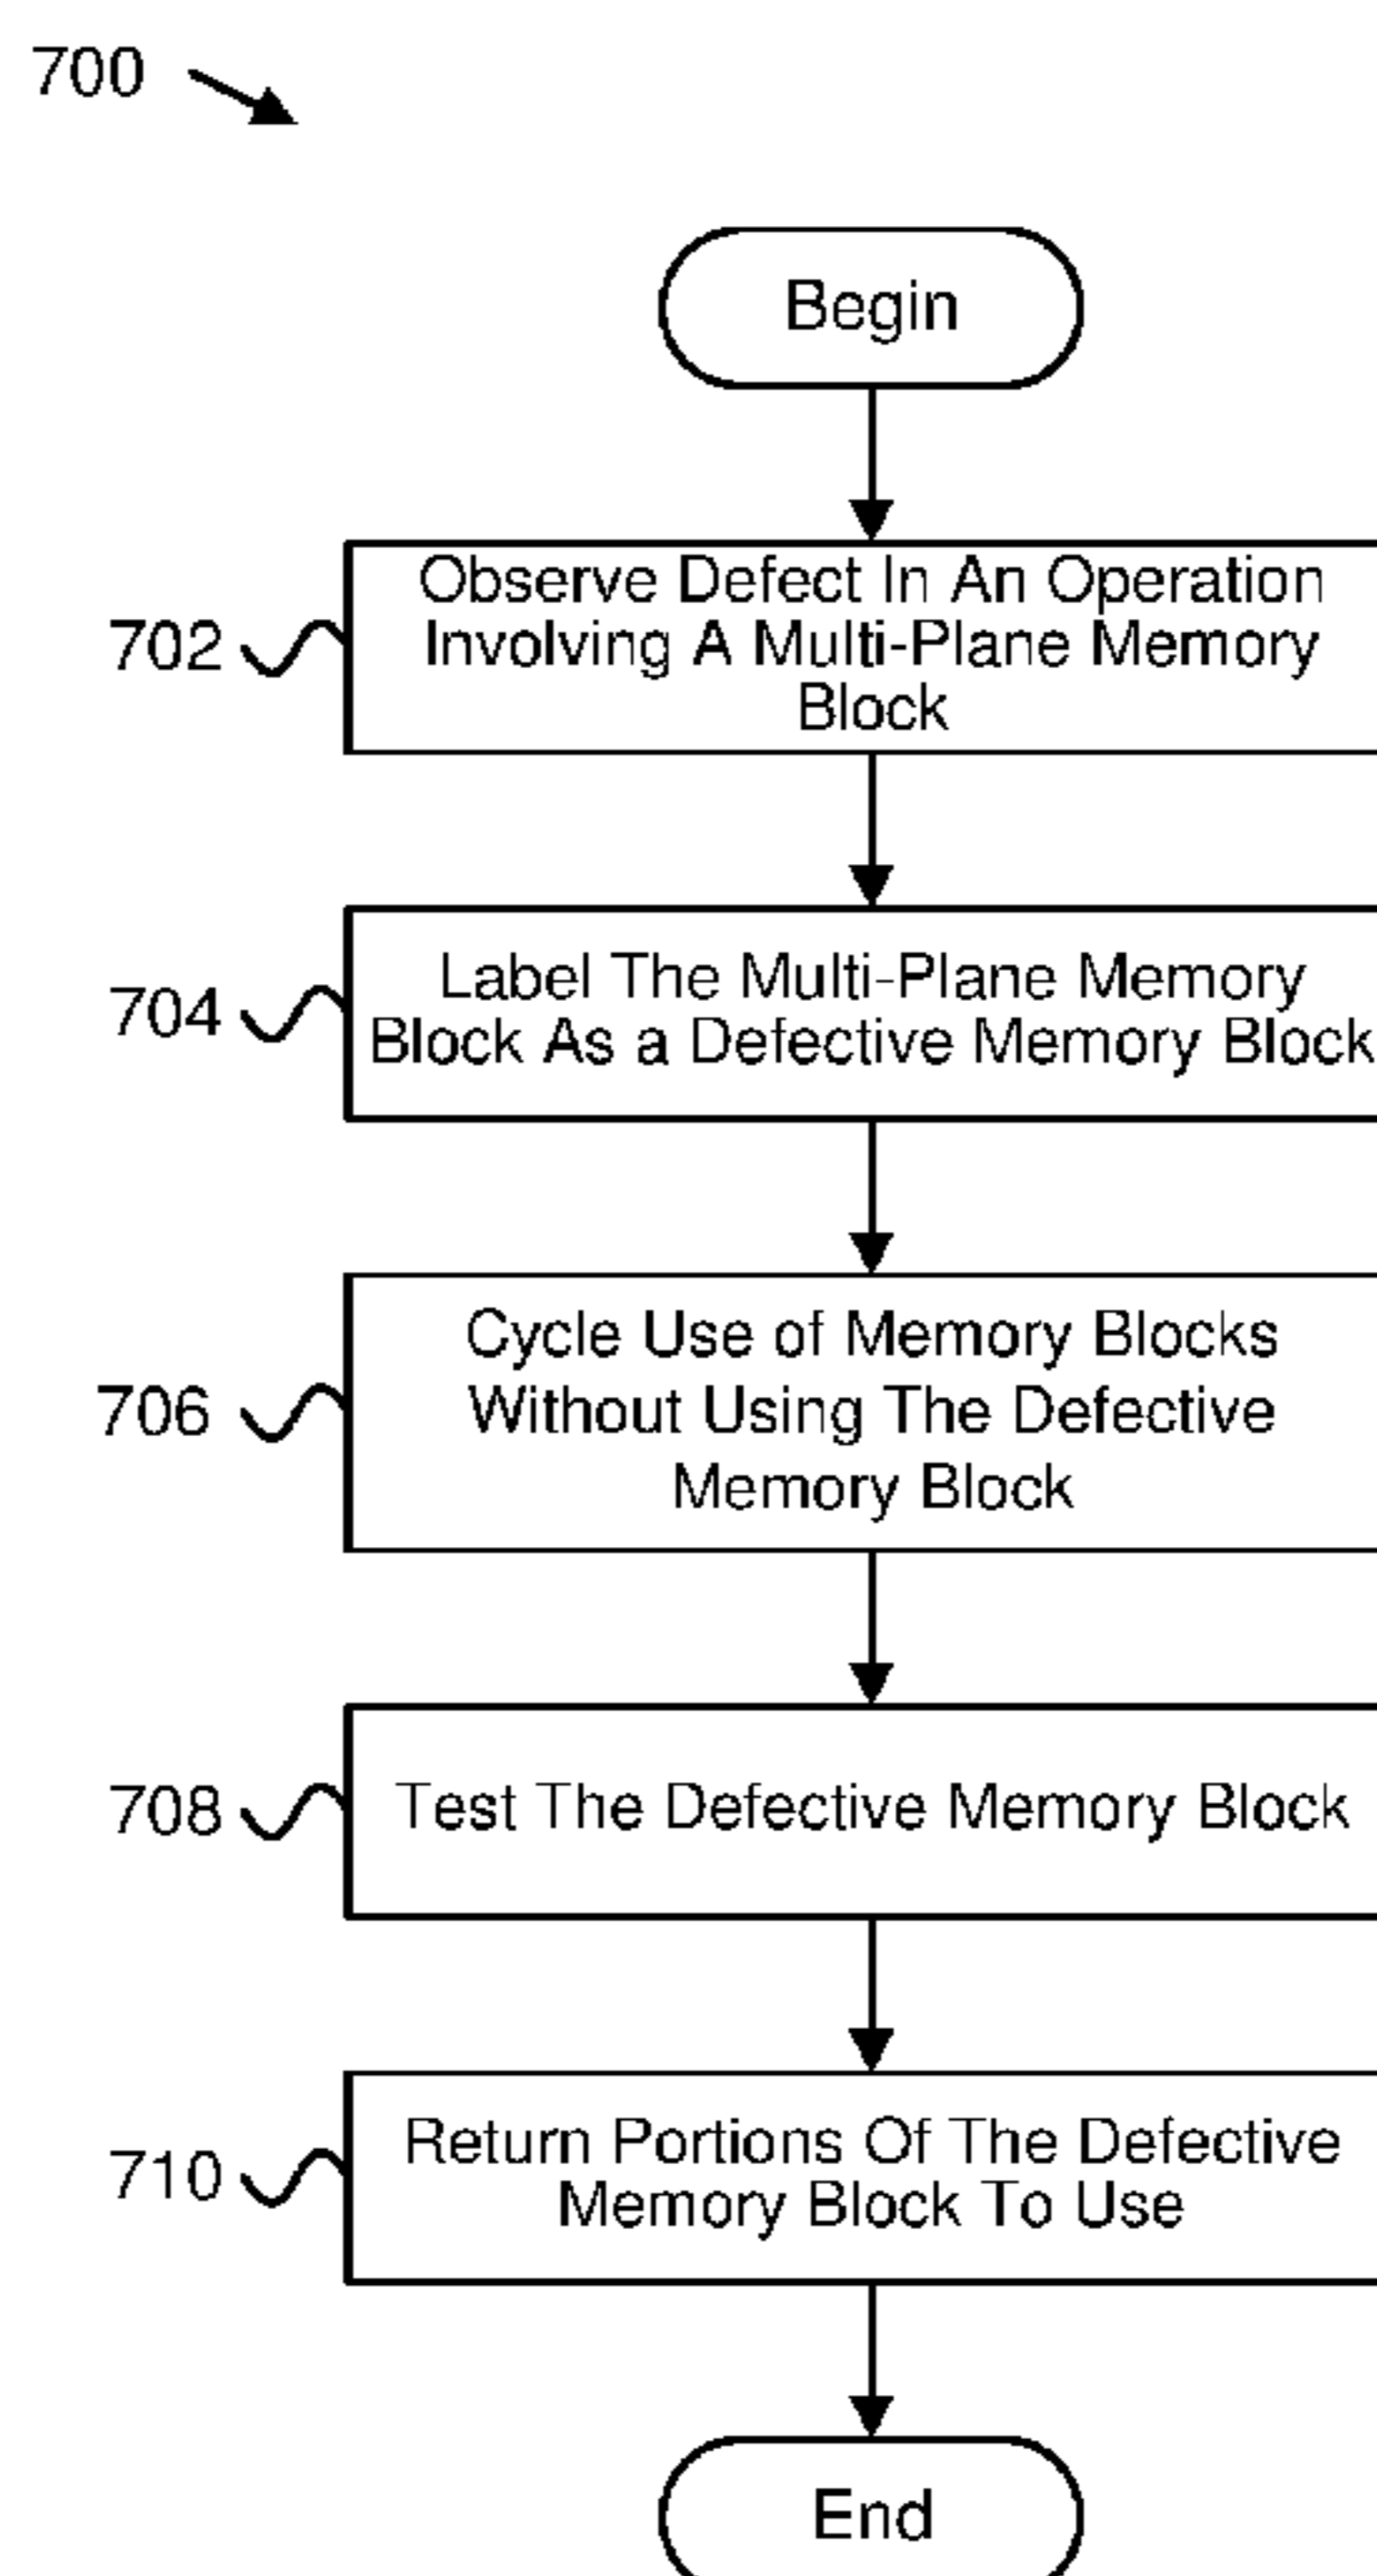 700
Begin
702
Observe Defect In An Operation
Involving A Multi-Plane Memory
Block
704
Label The Multi-Plane Memory
Block As a Defective Memory Block
706
Cycle Use of Memory Blocks
Without Using The Defective
Memory Block
708
Test The Defective Memory Block
710
Return Portions Of The Defective
Memory Block To Use
End